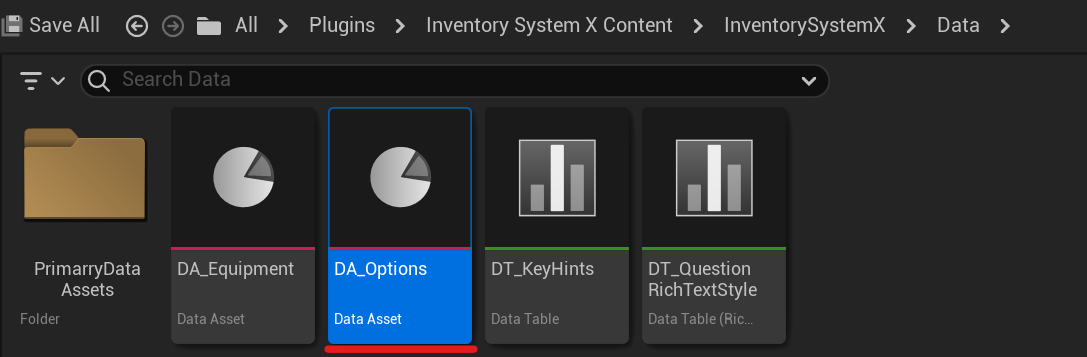 Save All All Plugins Inventory System X Content InventorySystemX Data
Search Data
PrimarryData
Assets
Folder
DA_Equipment
Data Asset
DA_Options
Data Asset
DT_KeyHints
Data Table
DT_Question
RichTextStyle
Data Table (Ric...